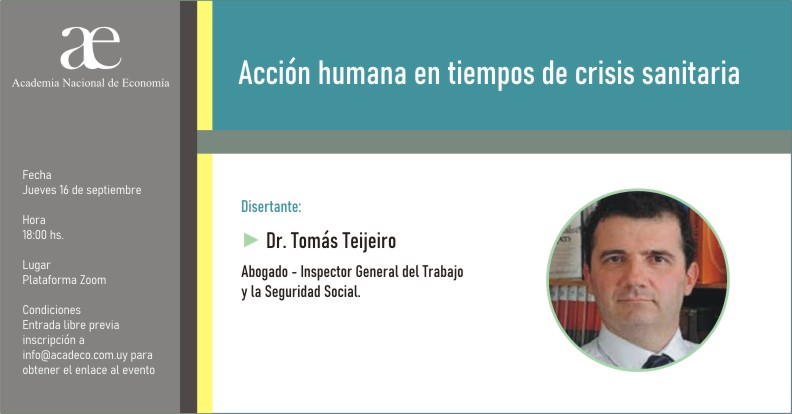 æ
Academia Nacional de Economía
Acción humana en tiempos de crisis sanitaria
Fecha
Jueves 16 de septiembre
Hora
18:00 hs.
Lugar
Plataforma Zoom
Condiciones
Entrada libre previa
inscripción a
info@acadeco.com.uy para
obtener el enlace al evento
Disertante:
Dr. Tomás Teijeiro
Abogado - Inspector General del Trabajo
y la Seguridad Social.